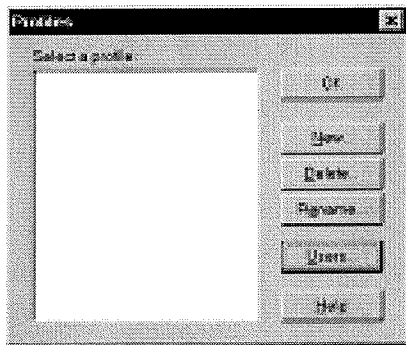 Profiles
Select a profile
OK
New...
Delete...
Rename...
Users...
Help